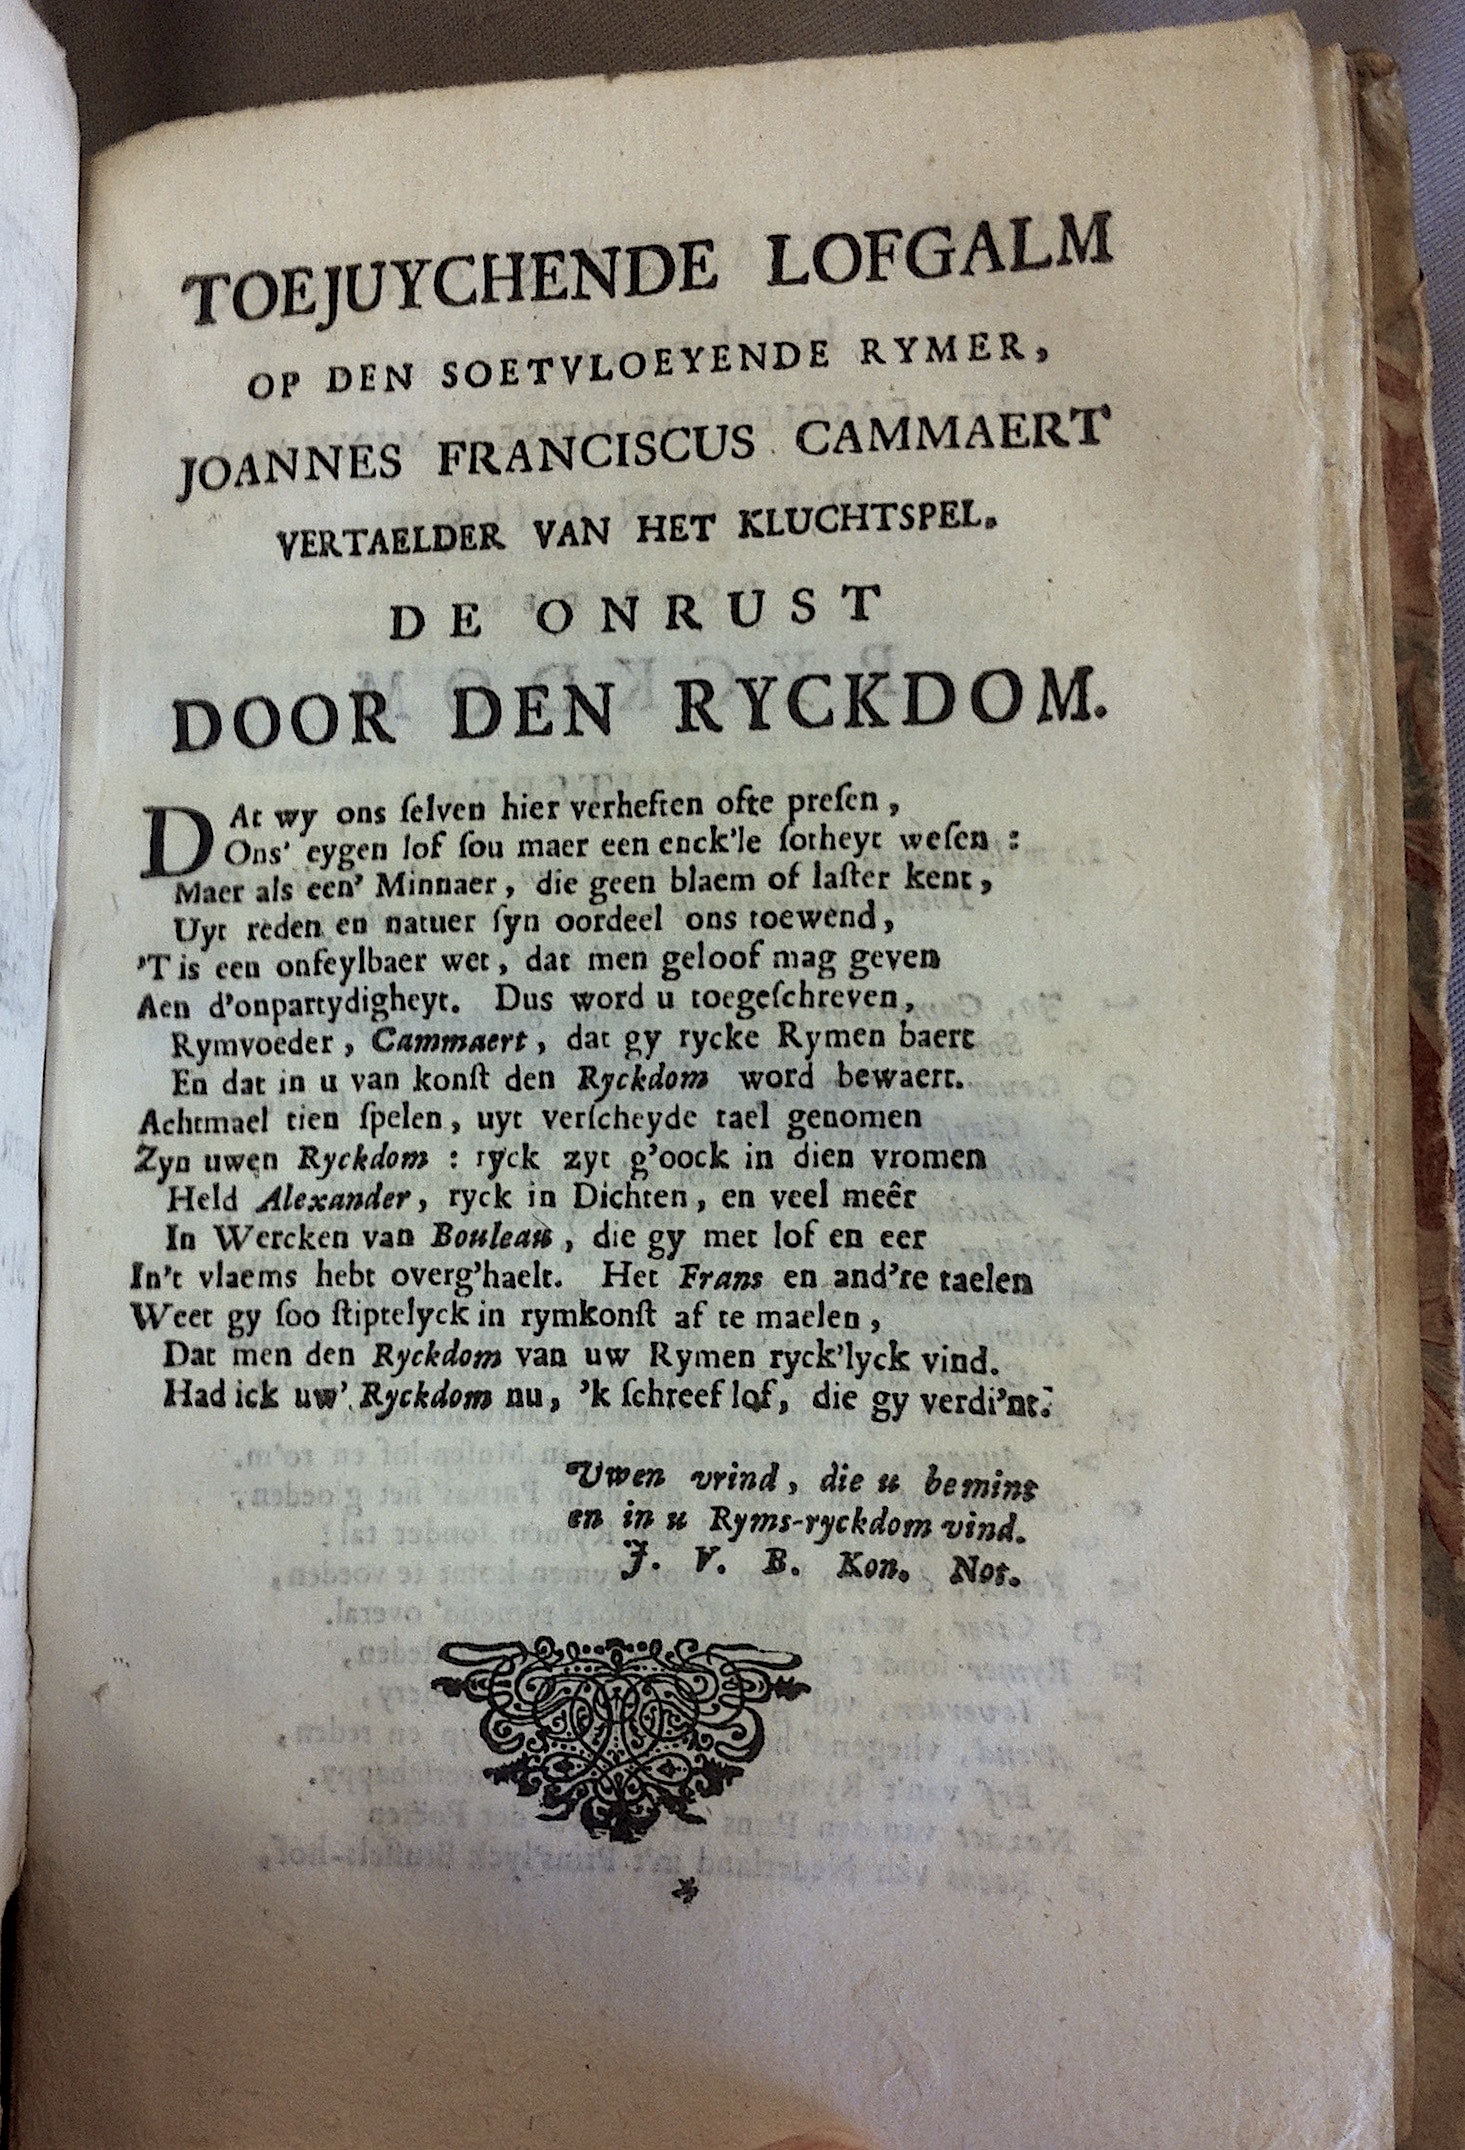 TOEJUYCHENDE LOFGALM
OP DEN SOETVLOEYENDE RYMER,
JOANNES FRANCISCUS CAMMAERT
VERTAELDER VAN HET KLUCHTSPEL.
DE ONRUST
DOOR DEN RYCKDOM.
DAt wy ons ſelven hier verheften ofte preſen,
Ons' eygen lof ſou maer een enck'le ſotheyt weſen:
Maer als een' Minnaer, die geen blaem of laſter kent,
Uyt reden en natuer ſyn oordeel ons toewend,
'T is een onfeylbaer wet, dat men geloof mag geven
Aen d'onpartydigheyt. Dus word u toegeſchreven,
Rymvoeder, Cammaert, dat gy rycke Rymen baert
En dat in u van konſt den Ryckdom word bewaert.
Achtmael tien ſpelen, uyt verſcheyde tael genomen
Zyn uwen Ryckdom: ryck zyt g'oock in dien vromen
Held Alexander, ryck in Dichten, en veel meêr
In Wercken van Bouleau, die gy met lof en eer
In't vlaems hebt overg'haelt. Het Frans en and're taelen
Weet gy ſoo ſtiptelyck in rymkonſt af te maelen,
Dat men den Ryckdom van uw Rymen ryck'lyck vind.
Had ick uw' Ryckdom nu, 'k ſchreef lof, die gy verdi'nt.
Uwen vrind, die u bemint
en in u Ryms-ryckdom vind.
J. V. B. Kon. Not.
*